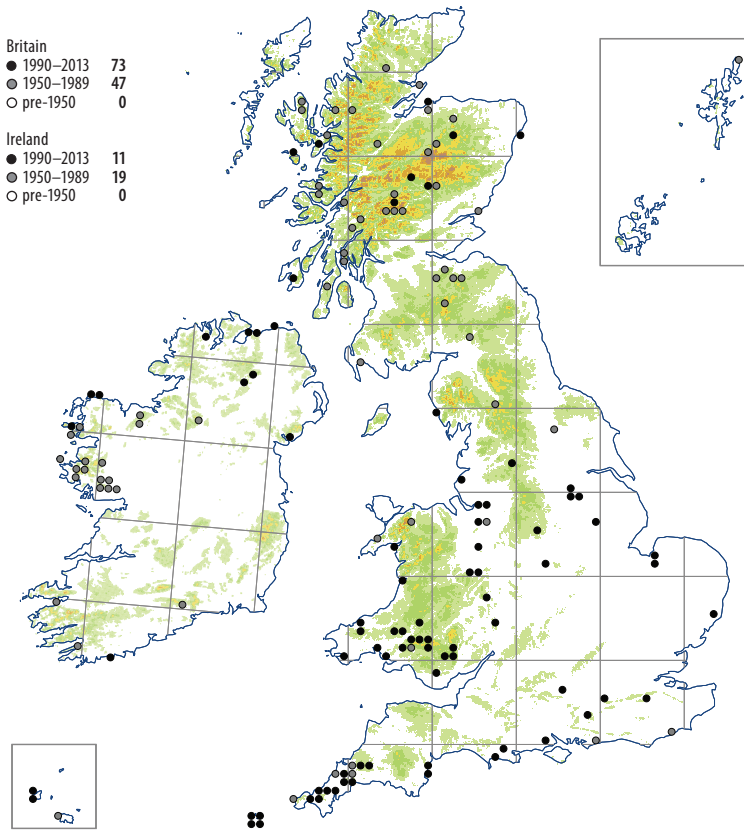 Britain
1990–2013 73
1950–1989 47
pre-1950 0
Ireland
1990–2013 11
1950–1989 19
pre-1950 0